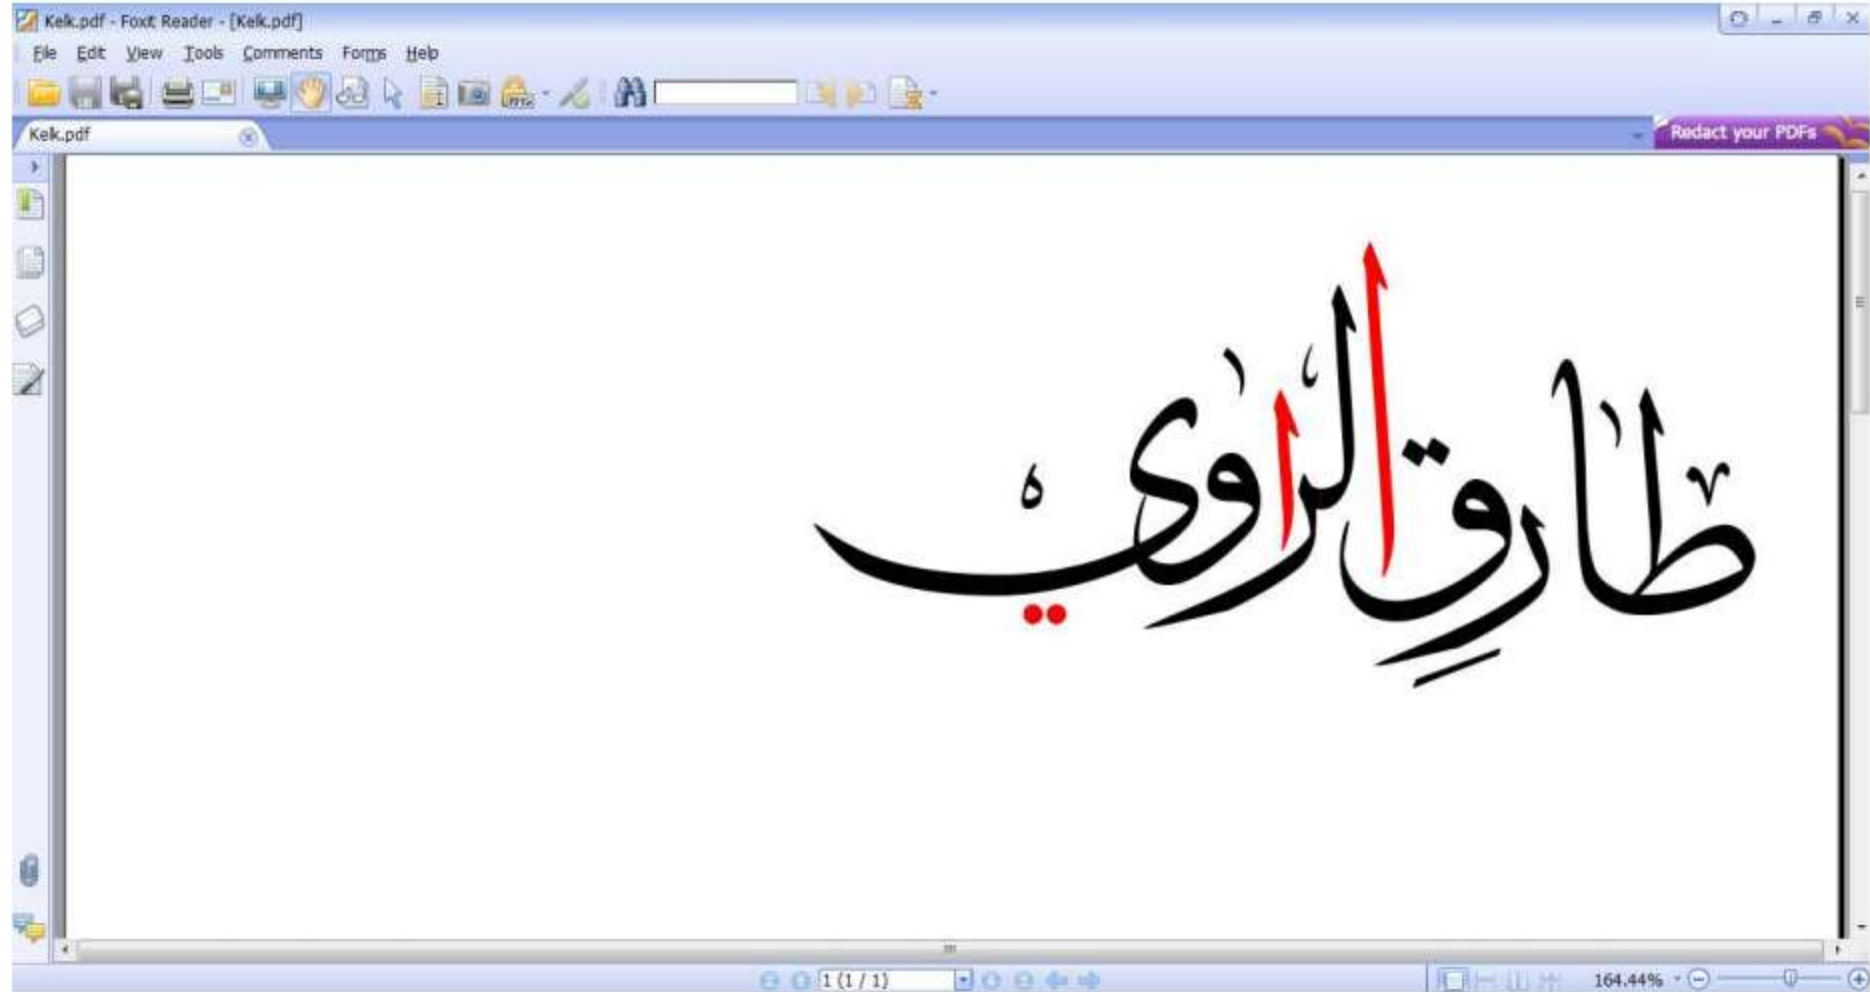 Kelk.pdf - Foxit Reader - [Kelk.pdf]
File Edit View Tools Comments Forms Help
Kelk.pdf
Redact your PDFs
طارِق الراوي
1 (1 / 1)
164.44%